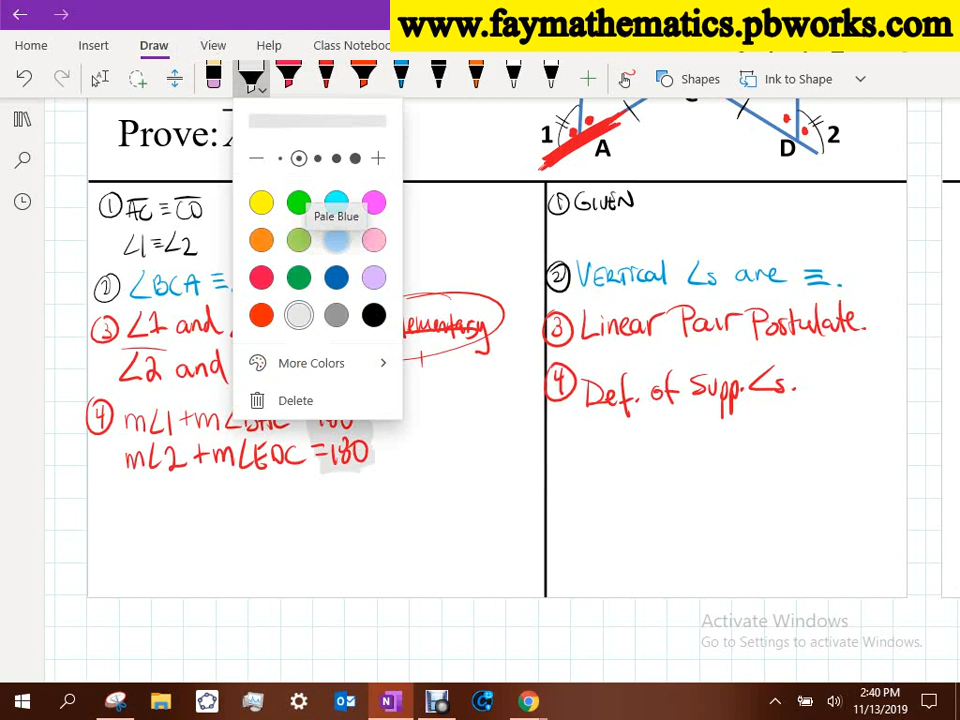 www.faymathematics.pbworks.com
Home Insert Draw View Help Class Notebook
Shapes Ink to Shape
Prove:
1 A D 2
Pale Blue
More Colors
Delete
① AC ≅ CD
∠1 ≅ ∠2
② ∠BCA ≅
③ ∠1 and
∠2 and
④ m∠1 + m∠DAC 180
m∠2 + m∠EDC = 180
① GIVEN
② VERTICAL ∠s are ≅.
③ Linear Pair Postulate.
④ Def. of Supp. ∠s.
Activate Windows
Go to Settings to activate Windows.
2:40 PM
11/13/2019